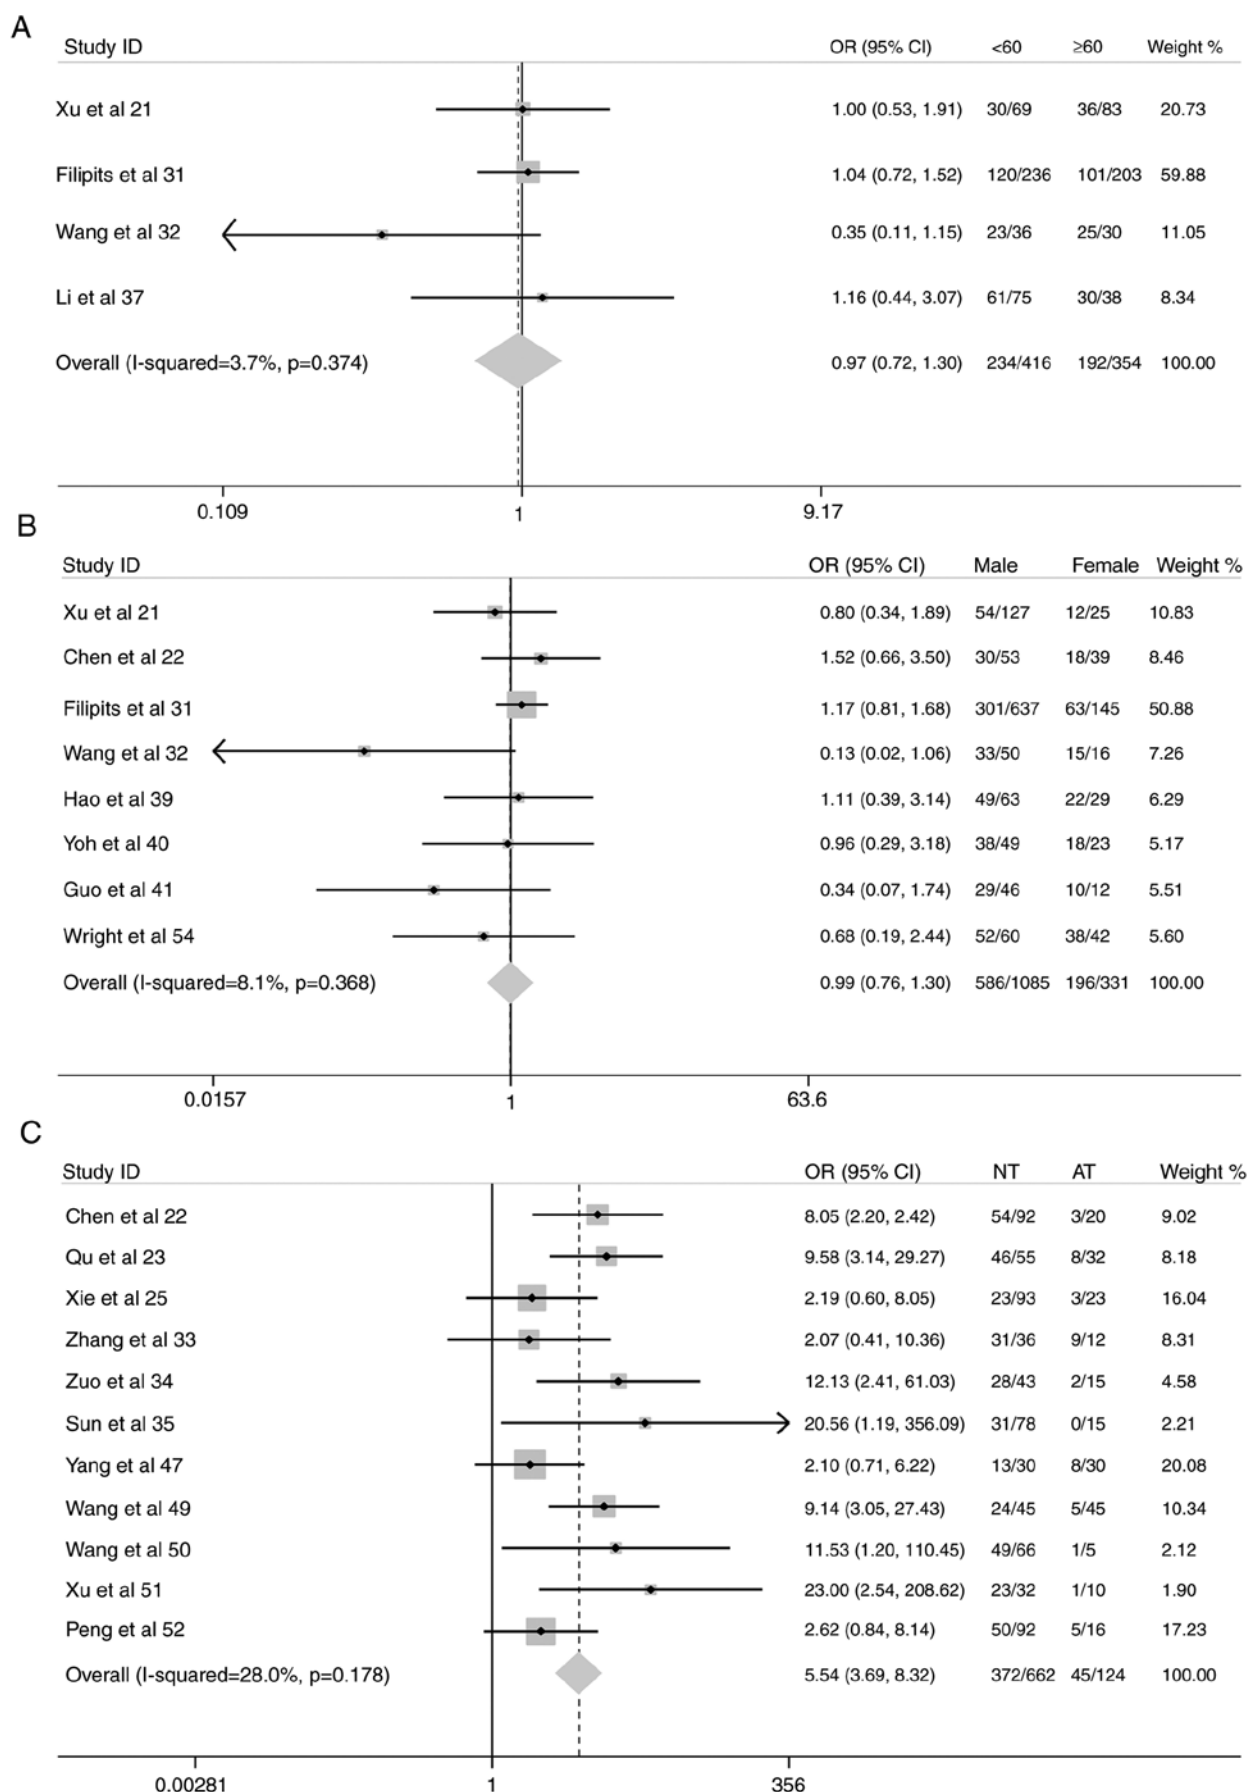 A
Study ID OR (95% CI) <60 ≥60 Weight %
Xu et al 21 1.00 (0.53, 1.91) 30/69 36/83 20.73
Filipits et al 31 1.04 (0.72, 1.52) 120/236 101/203 59.88
Wang et al 32 0.35 (0.11, 1.15) 23/36 25/30 11.05
Li et al 37 1.16 (0.44, 3.07) 61/75 30/38 8.34
Overall (I-squared=3.7%, p=0.374) 0.97 (0.72, 1.30) 234/416 192/354 100.00
0.109 1 9.17
B
Study ID OR (95% CI) Male Female Weight %
Xu et al 21 0.80 (0.34, 1.89) 54/127 12/25 10.83
Chen et al 22 1.52 (0.66, 3.50) 30/53 18/39 8.46
Filipits et al 31 1.17 (0.81, 1.68) 301/637 63/145 50.88
Wang et al 32 0.13 (0.02, 1.06) 33/50 15/16 7.26
Hao et al 39 1.11 (0.39, 3.14) 49/63 22/29 6.29
Yoh et al 40 0.96 (0.29, 3.18) 38/49 18/23 5.17
Guo et al 41 0.34 (0.07, 1.74) 29/46 10/12 5.51
Wright et al 54 0.68 (0.19, 2.44) 52/60 38/42 5.60
Overall (I-squared=8.1%, p=0.368) 0.99 (0.76, 1.30) 586/1085 196/331 100.00
0.0157 1 63.6
C
Study ID OR (95% CI) NT AT Weight %
Chen et al 22 8.05 (2.20, 2.42) 54/92 3/20 9.02
Qu et al 23 9.58 (3.14, 29.27) 46/55 8/32 8.18
Xie et al 25 2.19 (0.60, 8.05) 23/93 3/23 16.04
Zhang et al 33 2.07 (0.41, 10.36) 31/36 9/12 8.31
Zuo et al 34 12.13 (2.41, 61.03) 28/43 2/15 4.58
Sun et al 35 20.56 (1.19, 356.09) 31/78 0/15 2.21
Yang et al 47 2.10 (0.71, 6.22) 13/30 8/30 20.08
Wang et al 49 9.14 (3.05, 27.43) 24/45 5/45 10.34
Wang et al 50 11.53 (1.20, 110.45) 49/66 1/5 2.12
Xu et al 51 23.00 (2.54, 208.62) 23/32 1/10 1.90
Peng et al 52 2.62 (0.84, 8.14) 50/92 5/16 17.23
Overall (I-squared=28.0%, p=0.178) 5.54 (3.69, 8.32) 372/662 45/124 100.00
0.00281 1 356